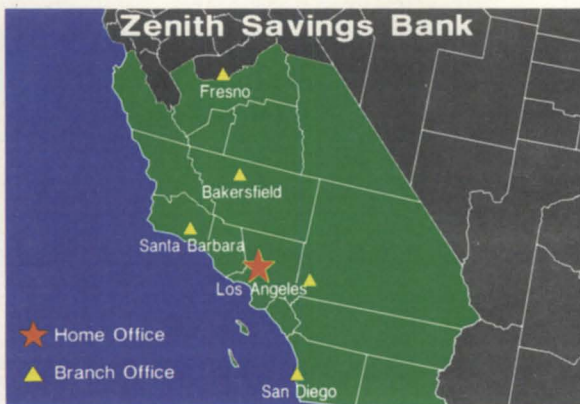 Zenith Savings Bank
Fresno
Bakersfield
Santa Barbara
Los Angeles
Home Office
Branch Office
San Diego